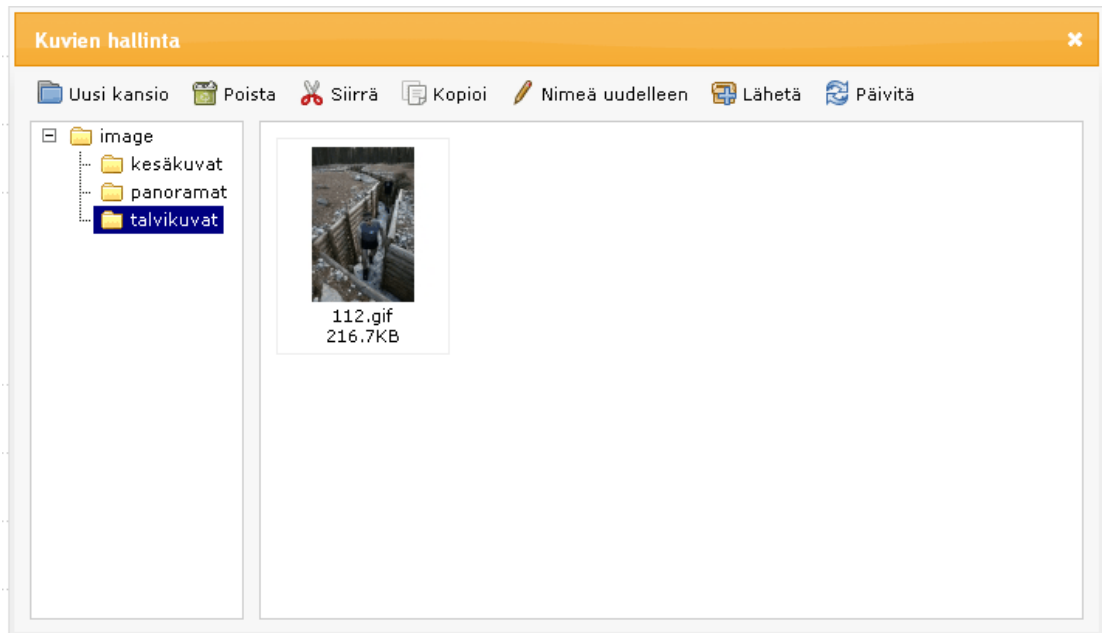 Kuvien hallinta
Uusi kansio Poista Siirrä Kopioi Nimeä uudelleen Lähetä Päivitä
image
kesäkuvat
panoramat
talvikuvat
112.gif
216.7KB